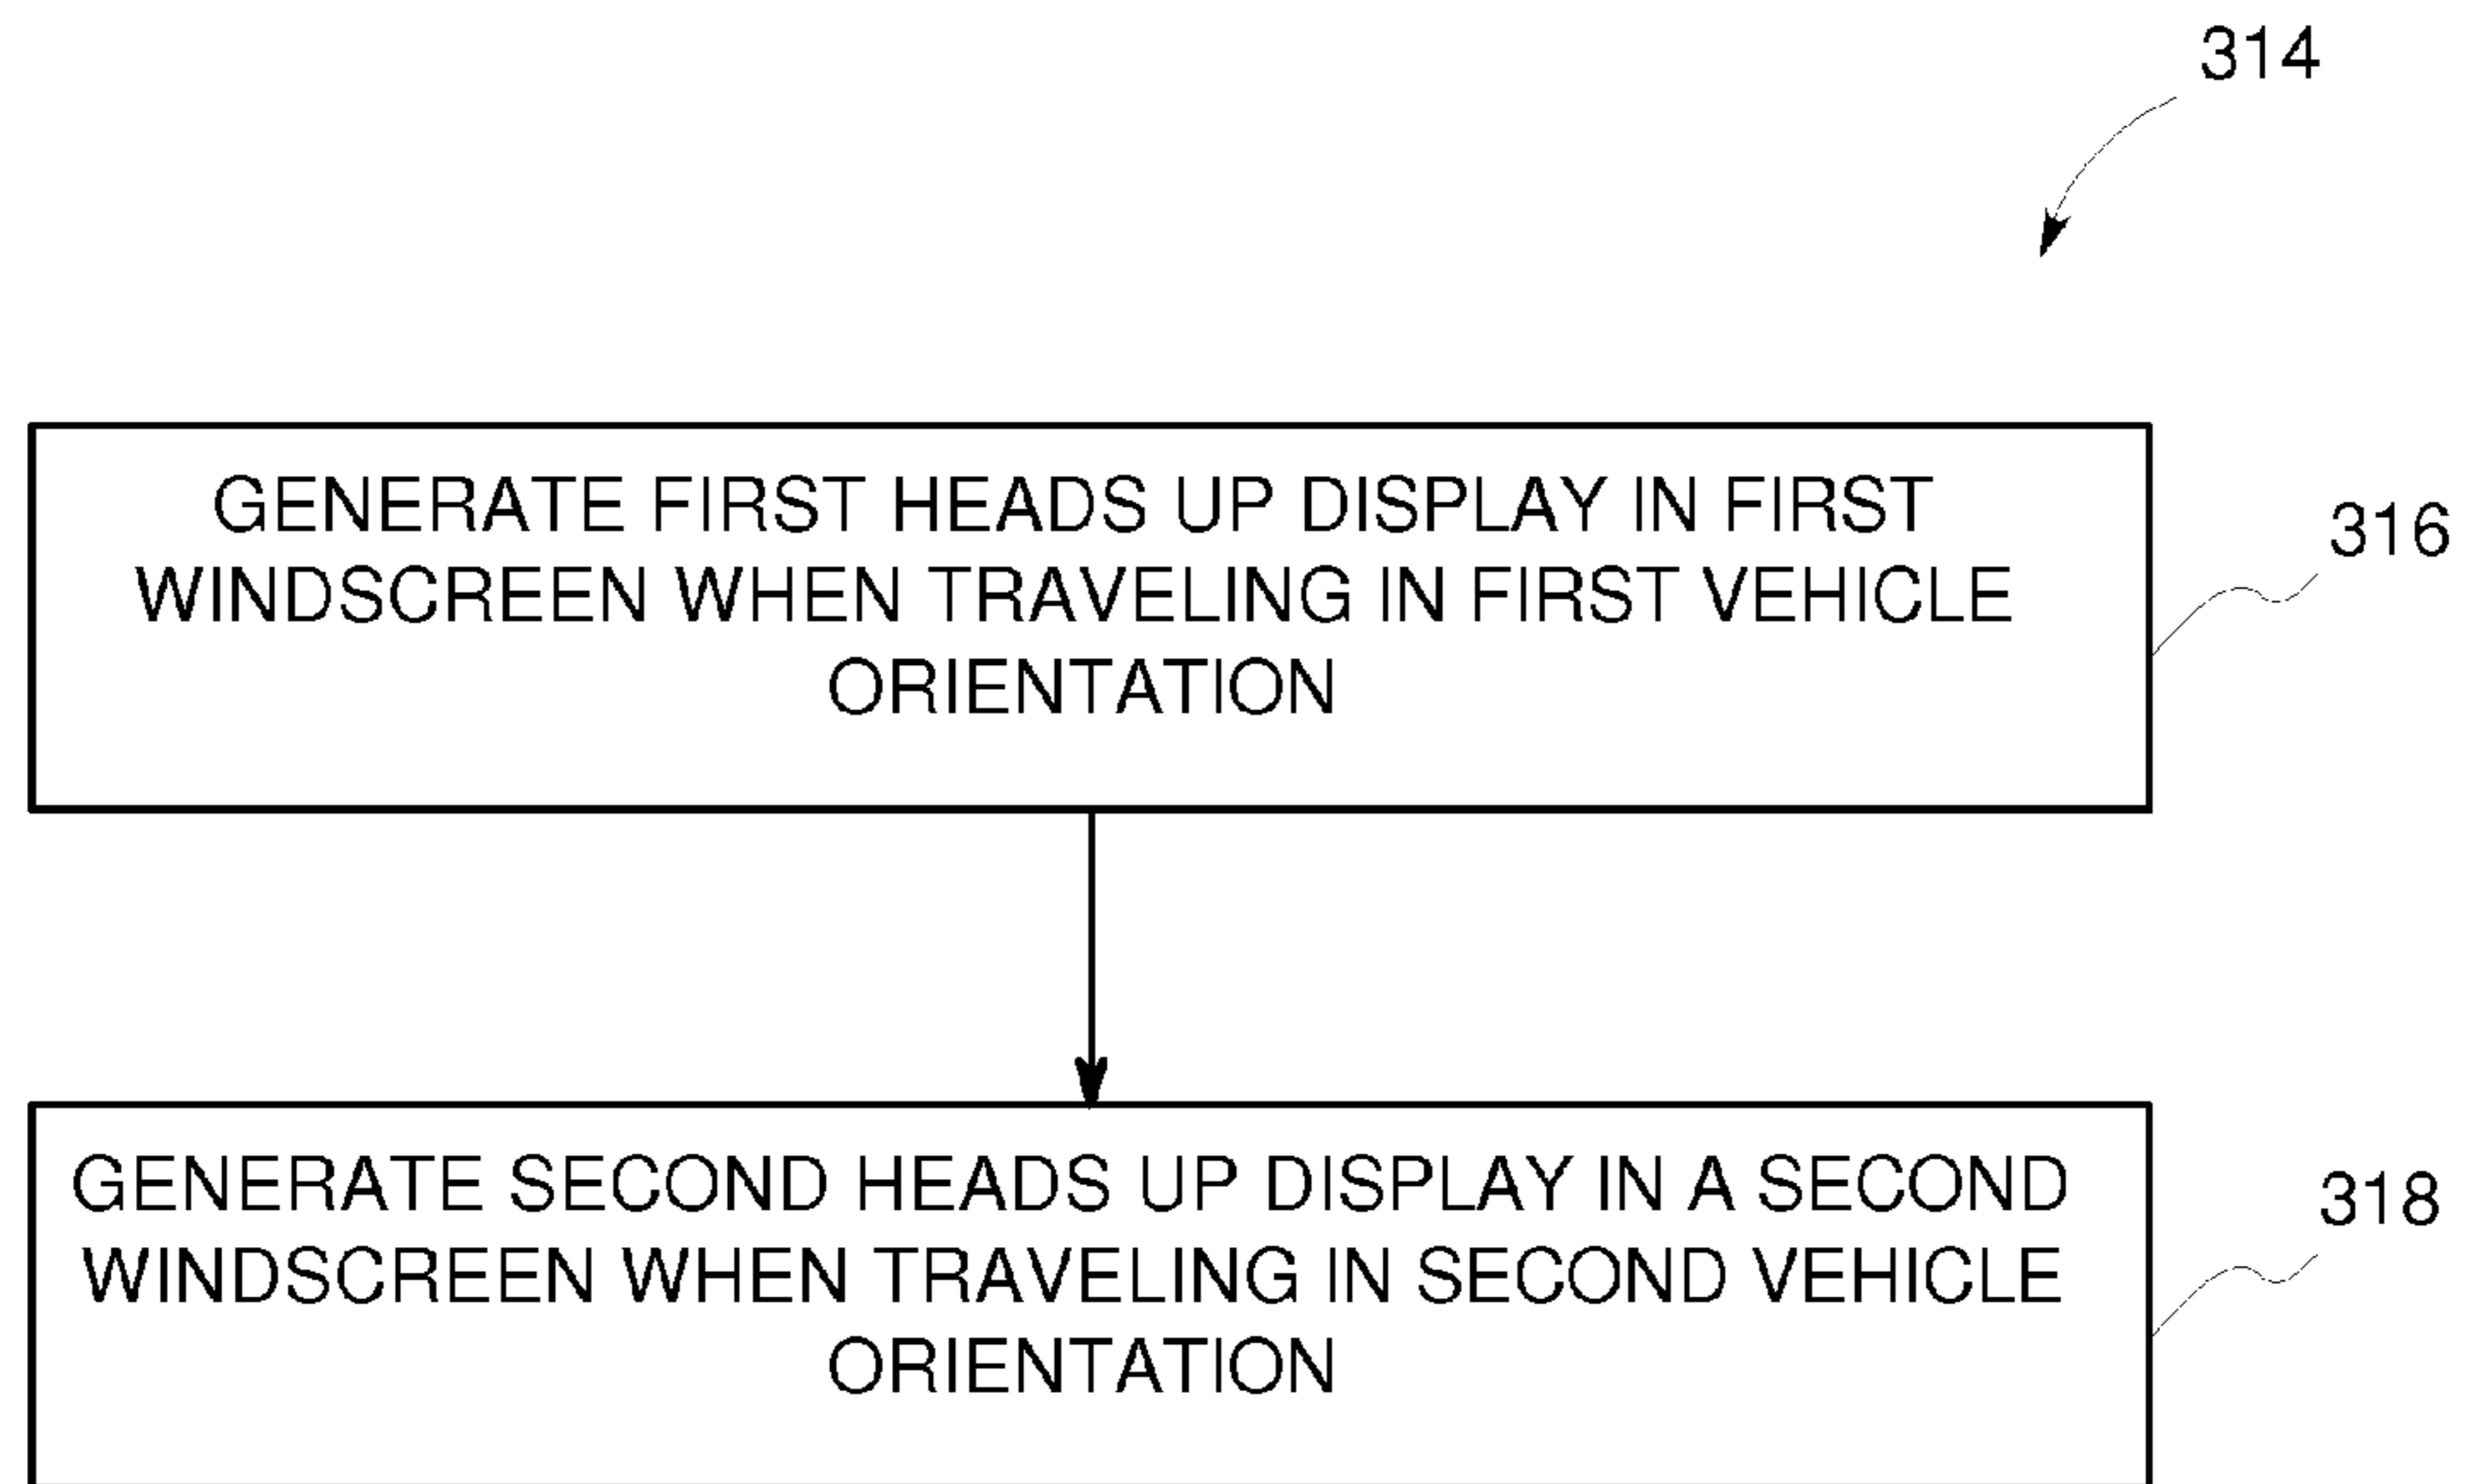 314
GENERATE FIRST HEADS UP DISPLAY IN FIRST
WINDSCREEN WHEN TRAVELING IN FIRST VEHICLE
ORIENTATION
316
GENERATE SECOND HEADS UP DISPLAY IN A SECOND
WINDSCREEN WHEN TRAVELING IN SECOND VEHICLE
ORIENTATION
318